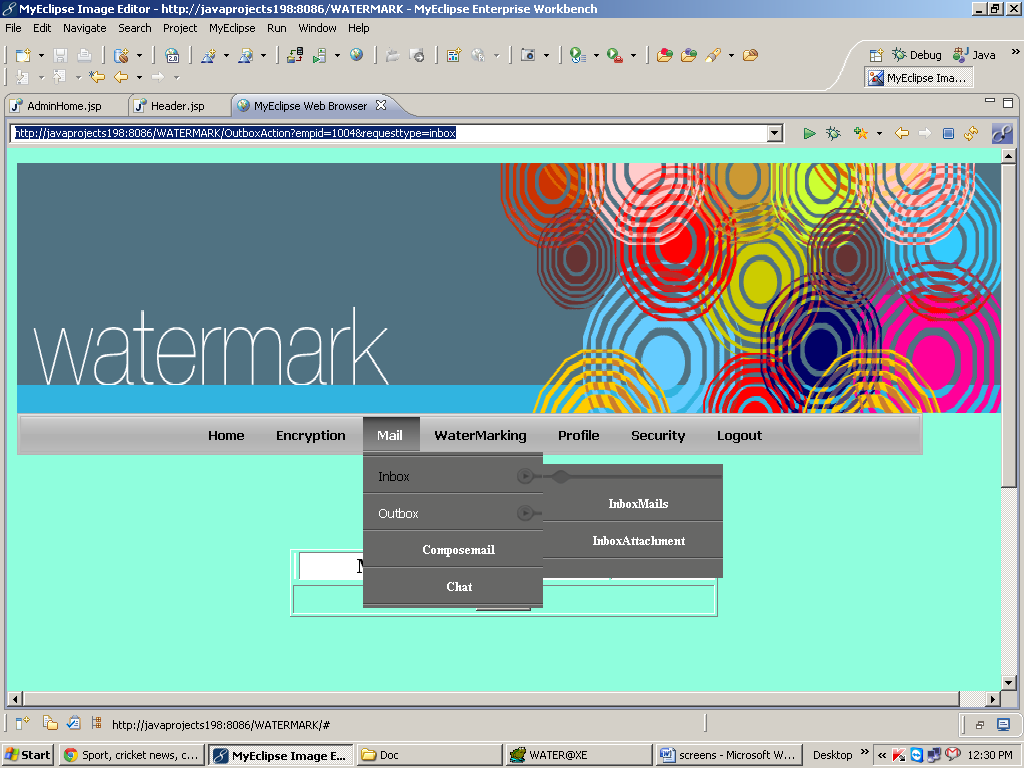 MyEclipse Image Editor - http://javaprojects198:8086/WATERMARK - MyEclipse Enterprise Workbench
File Edit Navigate Search Project MyEclipse Run Window Help
2.0
Debug Java »
MyEclipse Ima...
AdminHome.jsp Header.jsp MyEclipse Web Browser
http://javaprojects198:8086/WATERMARK/OutboxAction?empid=1004&requesttype=inbox
watermark
Home Encryption Mail WaterMarking Profile Security Logout
Inbox
InboxMails
Outbox
InboxAttachment
Composemail
Chat
http://javaprojects198:8086/WATERMARK/#
Start Sport, cricket news, c... MyEclipse Image E... Doc WATER@XE screens - Microsoft W... Desktop » « 12:30 PM